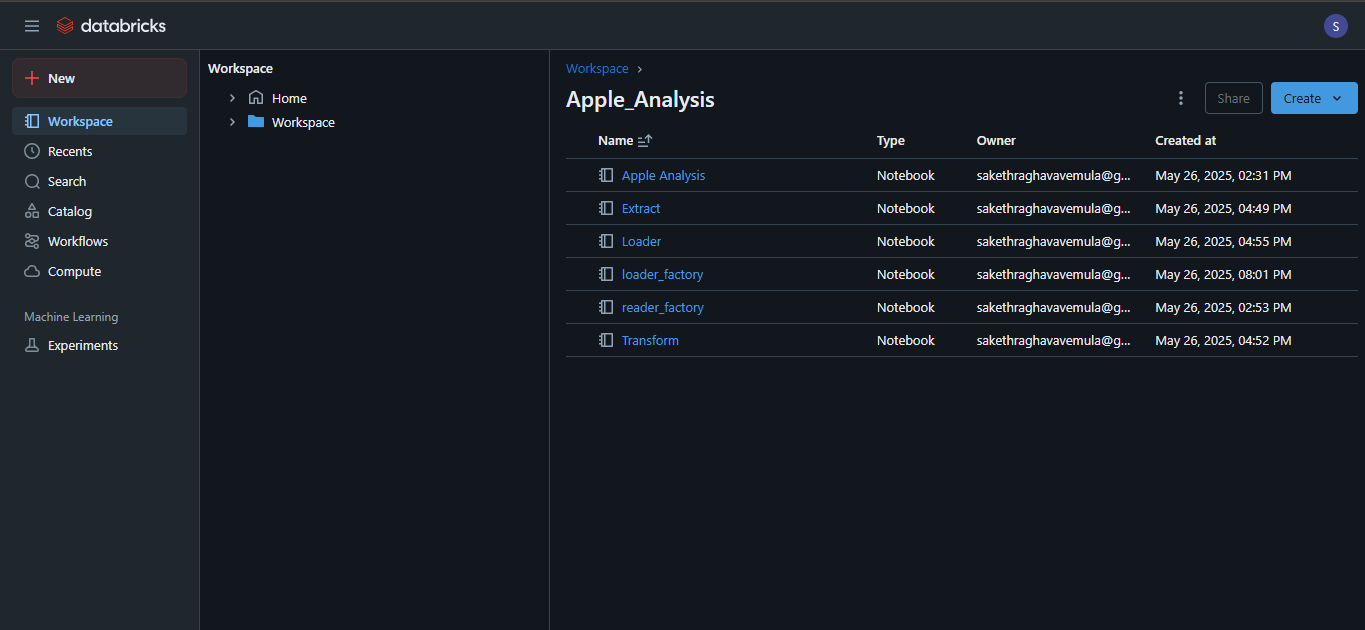 databricks
S
New
Workspace
Recents
Search
Catalog
Workflows
Compute
Machine Learning
Experiments
Workspace
Home
Workspace
Workspace
Apple_Analysis
Share
Create
Name Type Owner Created at
Apple Analysis Notebook sakethraghavavemula@g... May 26, 2025, 02:31 PM
Extract Notebook sakethraghavavemula@g... May 26, 2025, 04:49 PM
Loader Notebook sakethraghavavemula@g... May 26, 2025, 04:55 PM
loader_factory Notebook sakethraghavavemula@g... May 26, 2025, 08:01 PM
reader_factory Notebook sakethraghavavemula@g... May 26, 2025, 02:53 PM
Transform Notebook sakethraghavavemula@g... May 26, 2025, 04:52 PM